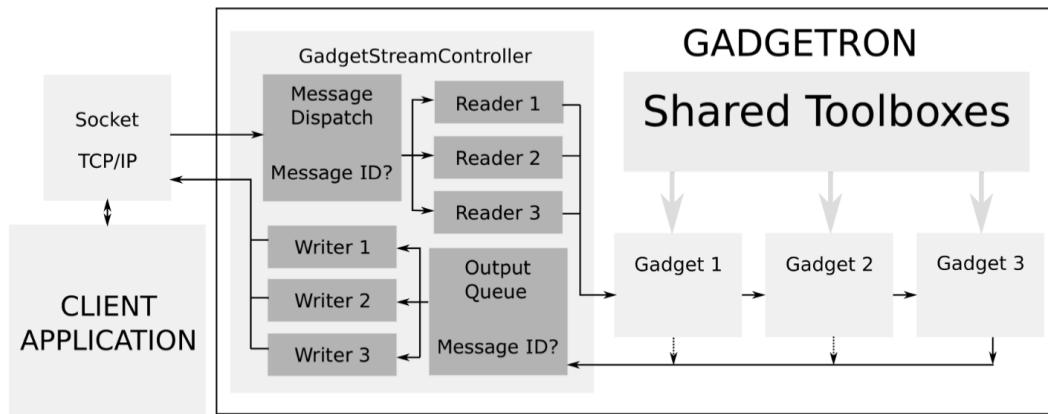 GADGETRON
GadgetStreamController
Shared Toolboxes
Socket
TCP/IP
Message
Dispatch
Message ID?
Reader 1
Reader 2
Reader 3
Writer 1
Writer 2
Writer 3
Output
Queue
Message ID?
Gadget 1
Gadget 2
Gadget 3
CLIENT
APPLICATION